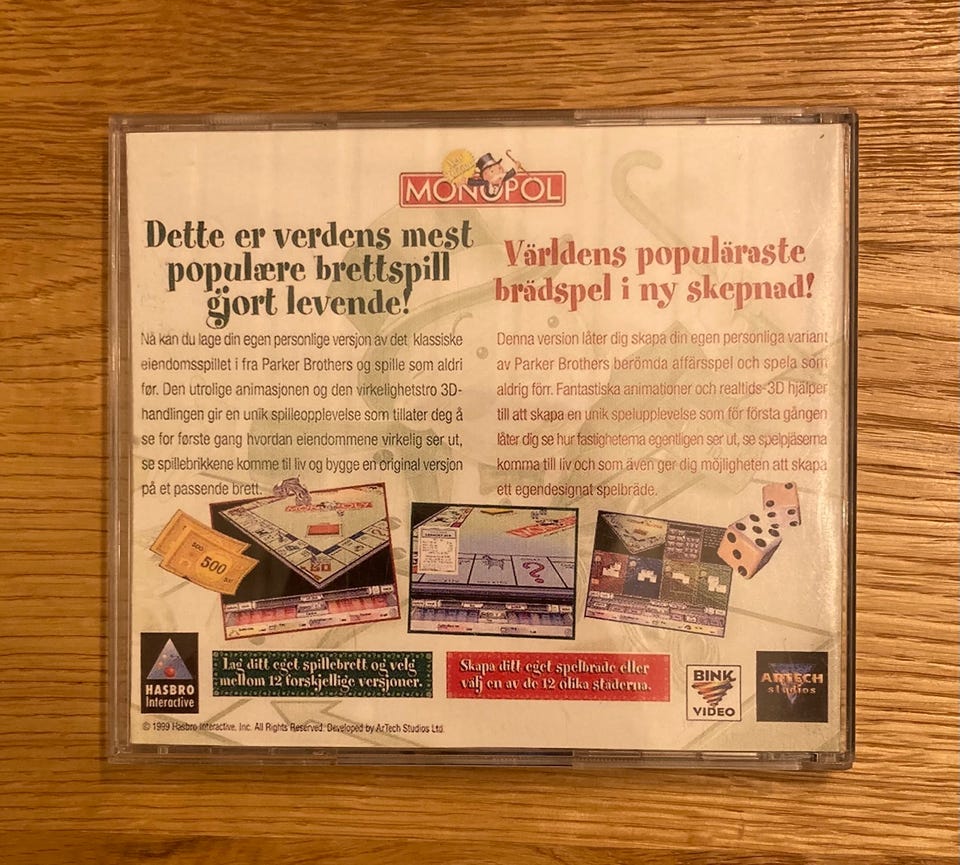 MONOPOL
Dette er verdens mest
populære brettspill
gjort levende!
Nå kan du lage din egen personlige versjon av det klassiske
eiendomsspillet i fra Parker Brothers og spille som aldri
før. Den utrolige animasjonen og den virkelighetstro 3D-
handlingen gir en unik spilleopplevelse som tillater deg å
se for første gang hvordan eiendommene virkelig ser ut,
se spillebrikkene komme til liv og bygge en original versjon
på et passende brett.
Världens populäraste
brädspel i ny skepnad!
Denna version låter dig skapa din egen personliga variant
av Parker Brothers berömda affärsspel och spela som
aldrig förr. Fantastiska animationer och realtids-3D hjälper
till att skapa en unik spelupplevelse som för första gången
låter dig se hur fastigheterna egentligen ser ut, se spelpjäserna
komma till liv och som även ger dig möjligheten att skapa
ett egendesignat spelbräde.
500
500
MONOPOLY
HASBRO
Interactive
Lag ditt eget spillebrett og velg
mellom 12 forskjellige versjoner.
Skapa ditt eget spelbräde eller
välj en av de 12 olika städerna.
BINK
VIDEO
ARTECH
studios
© 1999 Hasbro Interactive, Inc. All Rights Reserved. Developed by ArTech Studios Ltd.